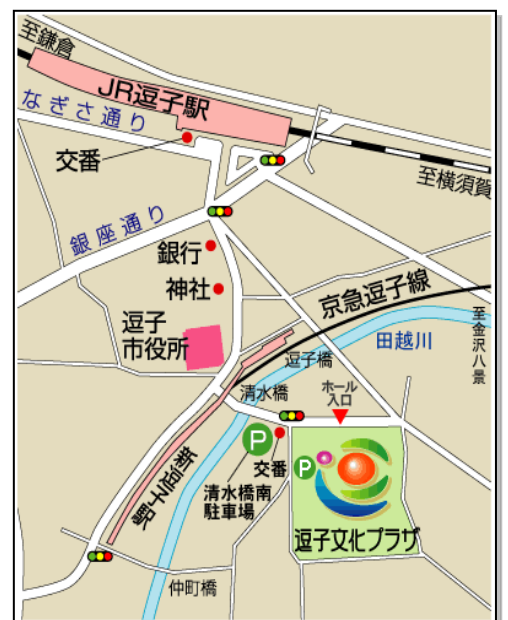 至鎌倉
JR逗子駅
なぎさ通り
交番
至横須賀
銀座通り
銀行
神社
京急逗子線
逗子
市役所
田越川
至金沢八景
逗子橋
清水橋
ホール
入口
P
交番
P
清水橋南
駐車場
新逗子駅
逗子文化プラザ
仲町橋